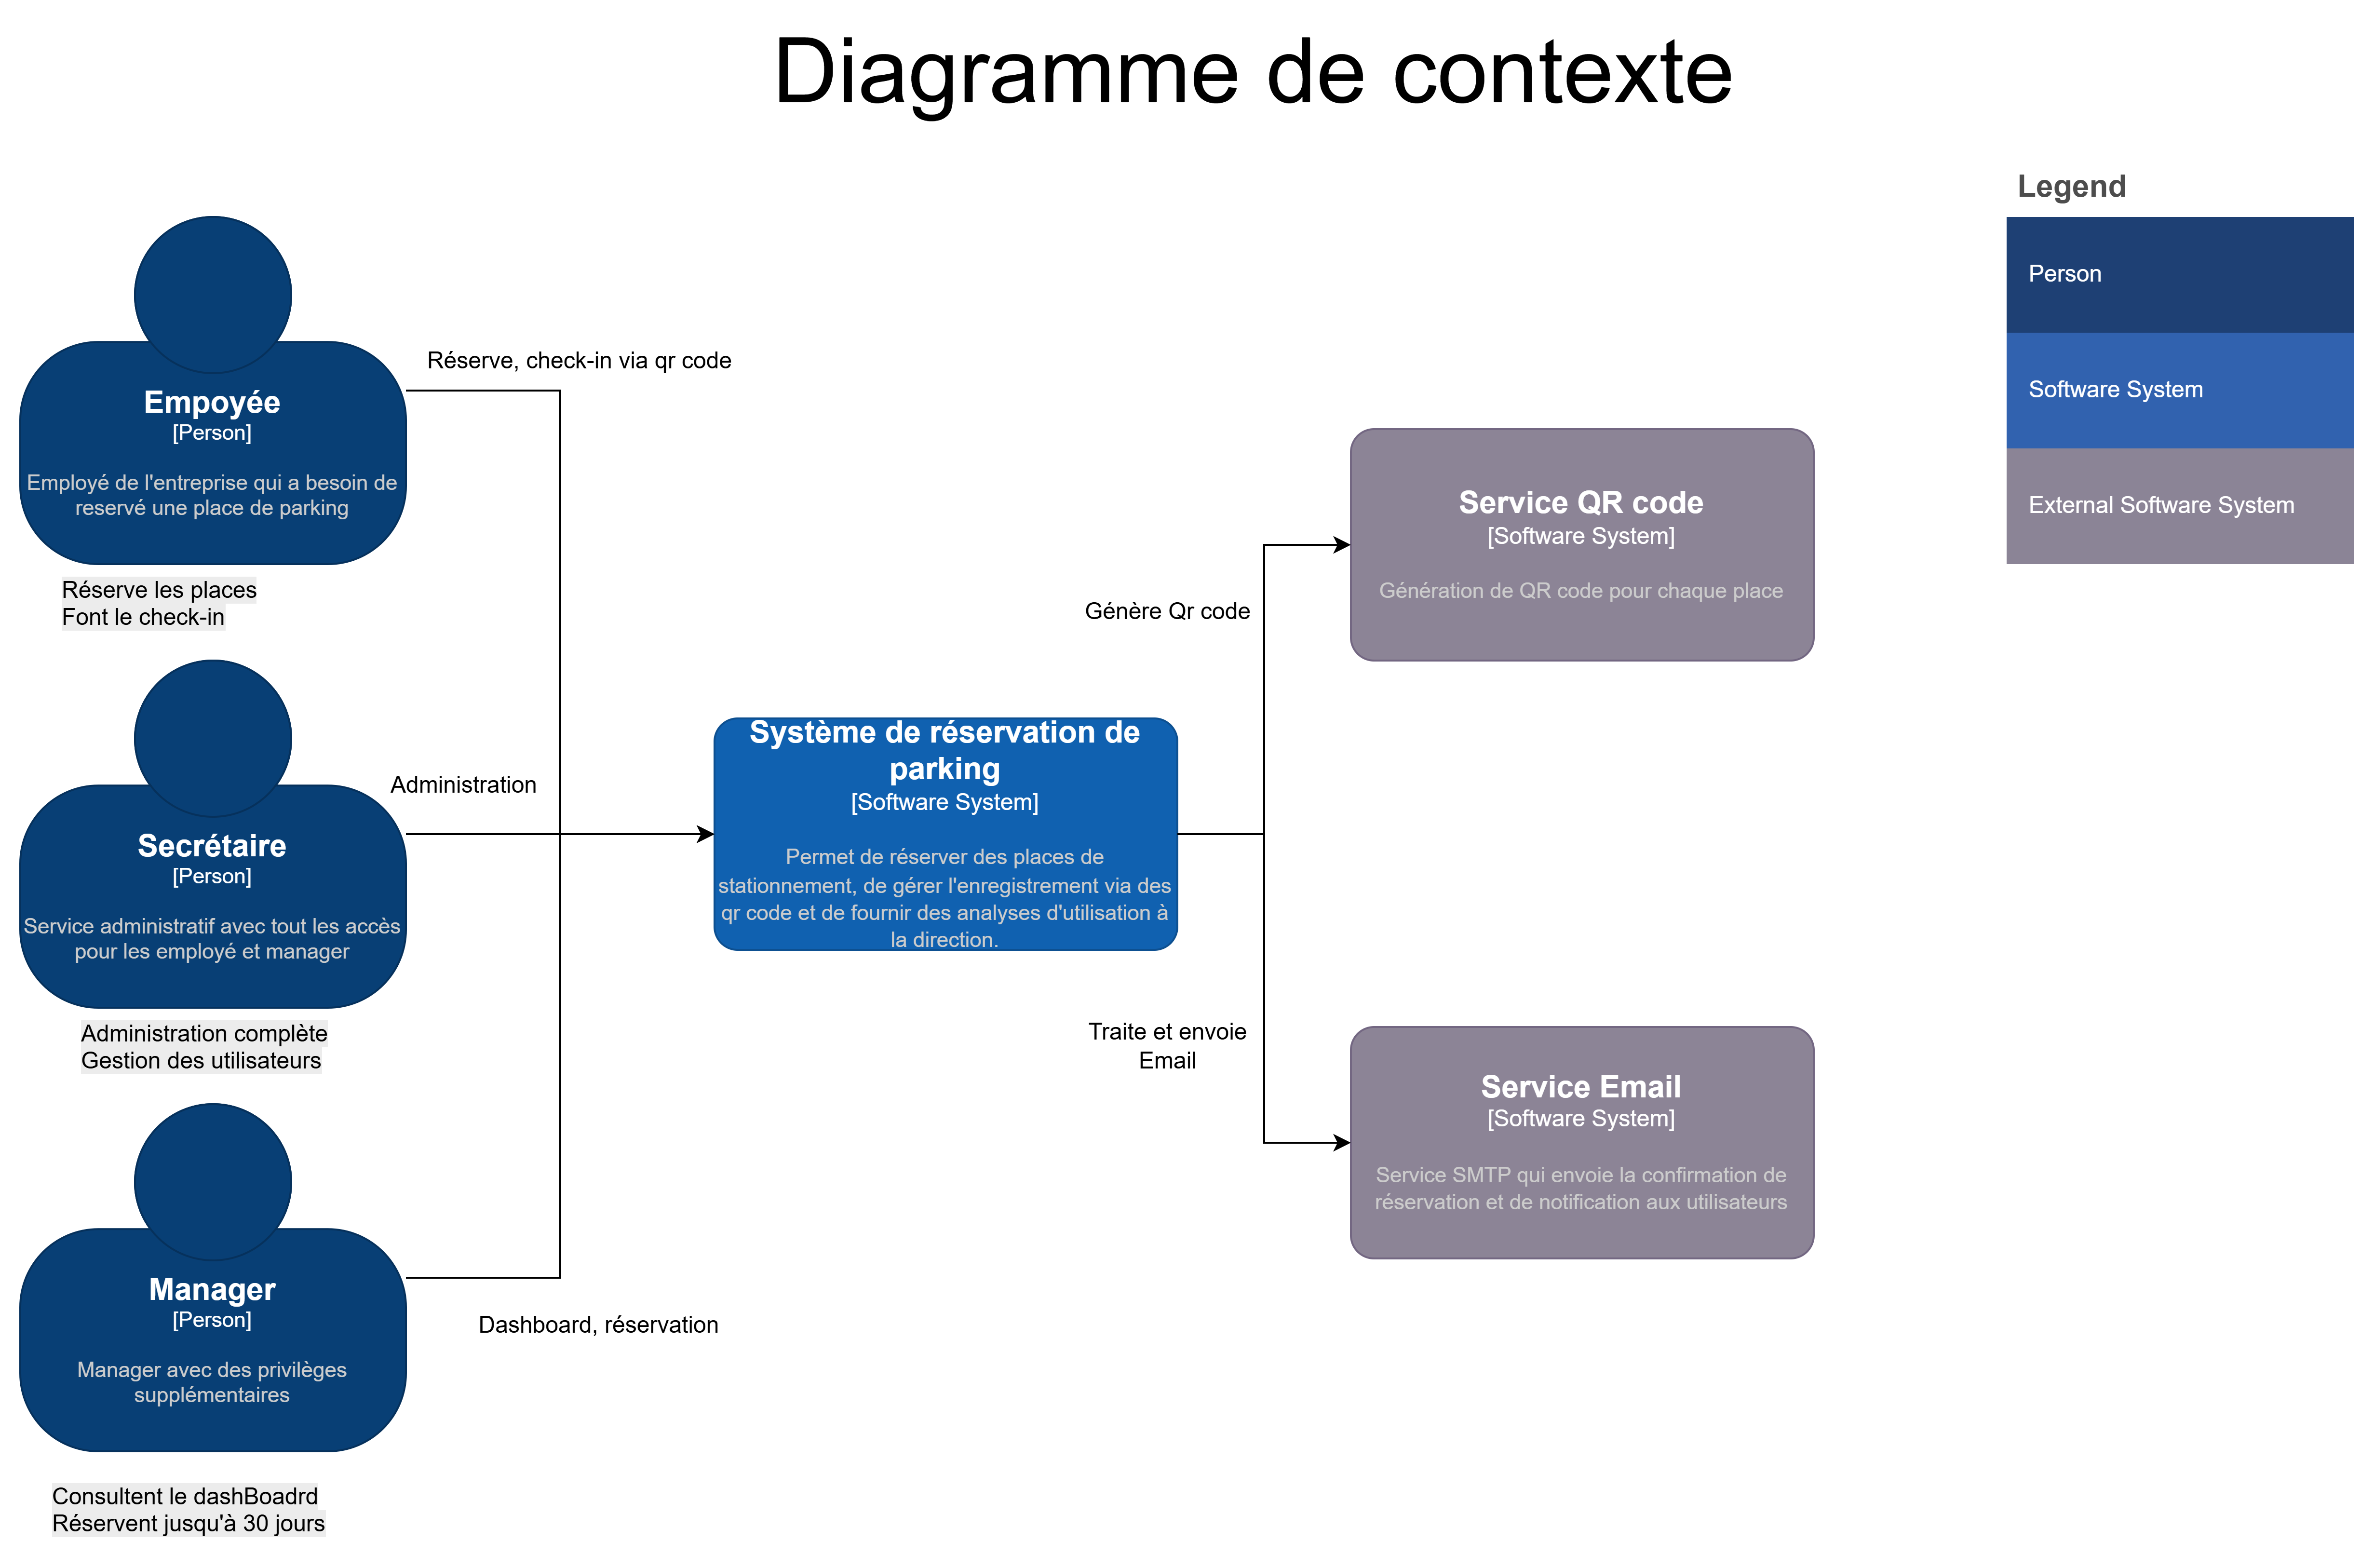 Diagramme de contexte
Legend
Person
Software System
External Software System
Empoyée
[Person]
Employé de l'entreprise qui a besoin de
reservé une place de parking
Réserve les places
Font le check-in
Réserve, check-in via qr code
Secrétaire
[Person]
Service administratif avec tout les accès
pour les employé et manager
Administration complète
Gestion des utilisateurs
Administration
Manager
[Person]
Manager avec des privilèges
supplémentaires
Consultent le dashBoadrd
Réservent jusqu'à 30 jours
Dashboard, réservation
Système de réservation de
parking
[Software System]
Permet de réserver des places de
stationnement, de gérer l'enregistrement via des
qr code et de fournir des analyses d'utilisation à
la direction.
Génère Qr code
Service QR code
[Software System]
Génération de QR code pour chaque place
Traite et envoie
Email
Service Email
[Software System]
Service SMTP qui envoie la confirmation de
réservation et de notification aux utilisateurs